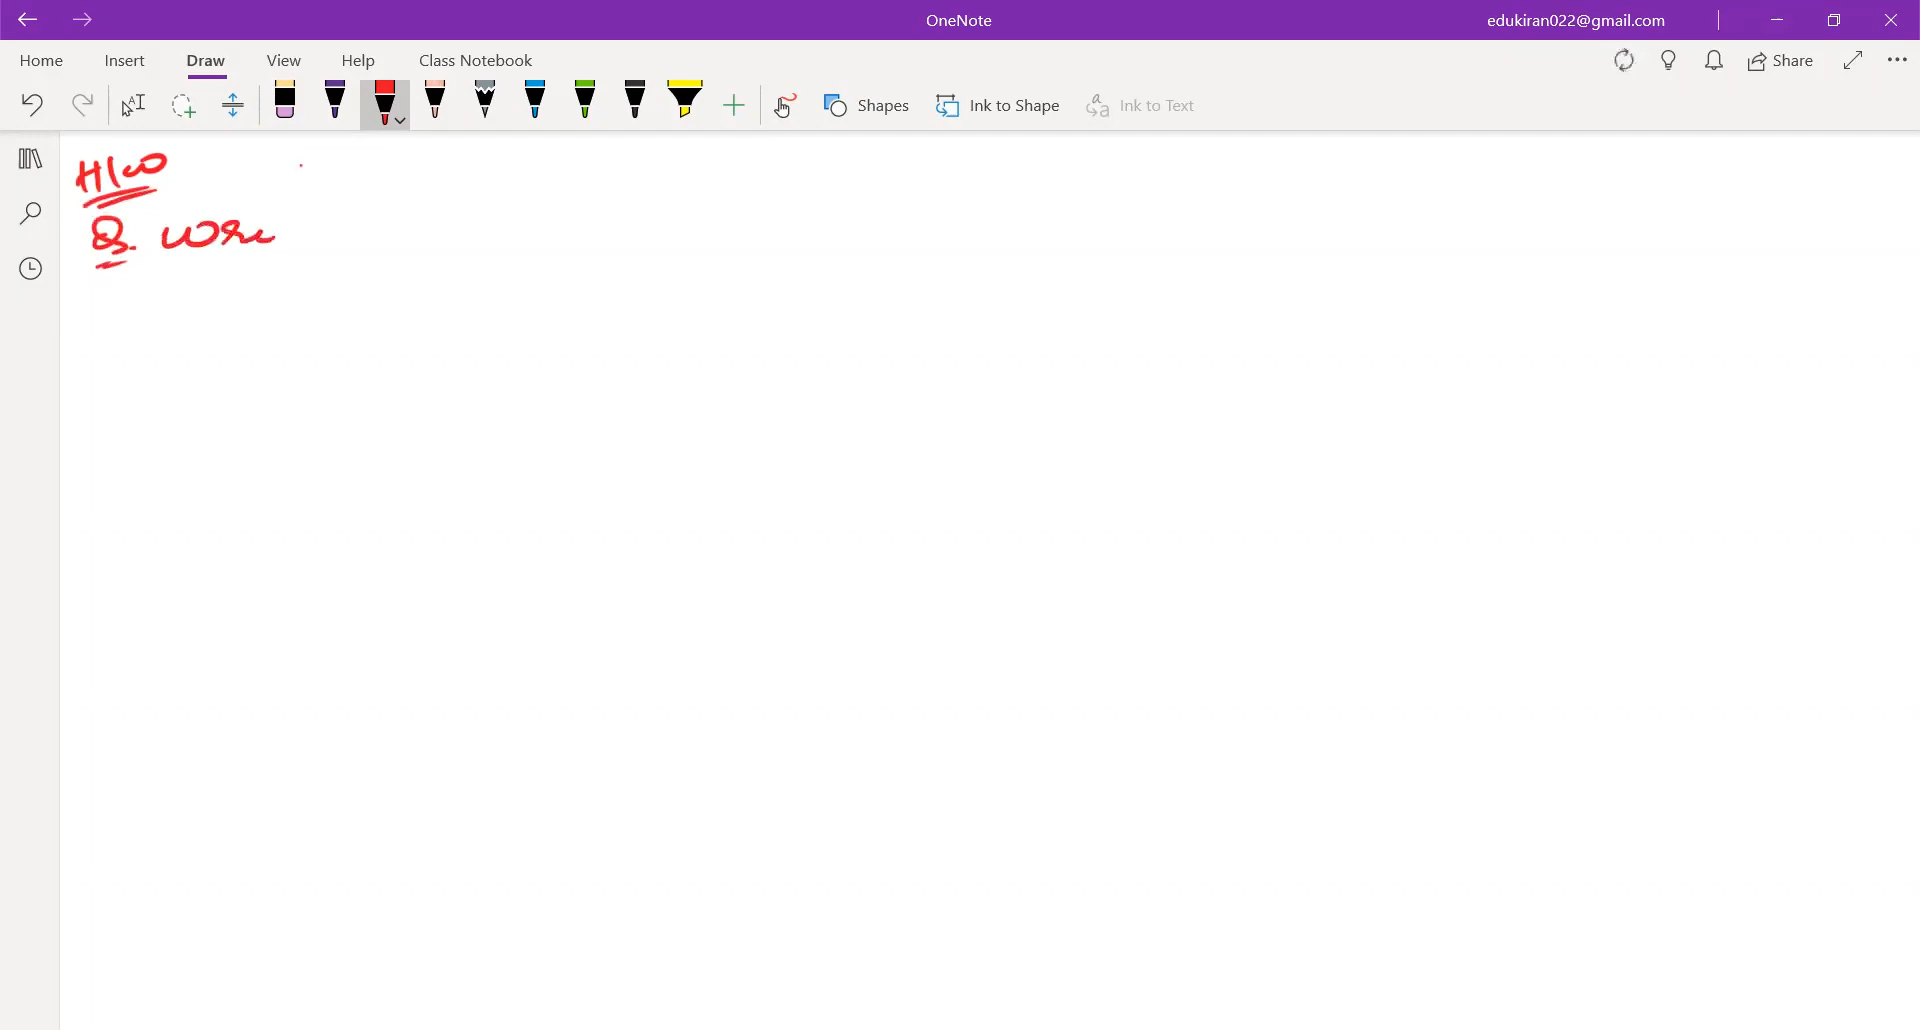 OneNote
edukiran022@gmail.com
Home Insert Draw View Help Class Notebook Share
Shapes Ink to Shape Ink to Text
H/w
Q.